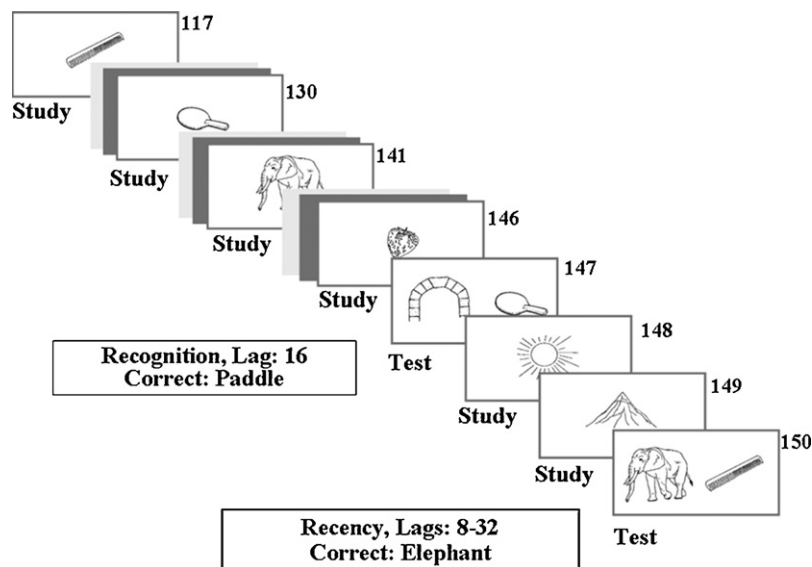 117
Study
130
Study
141
Study
146
Study
147
Test
Recognition, Lag: 16
Correct: Paddle
148
Study
149
Study
150
Test
Recency, Lags: 8-32
Correct: Elephant